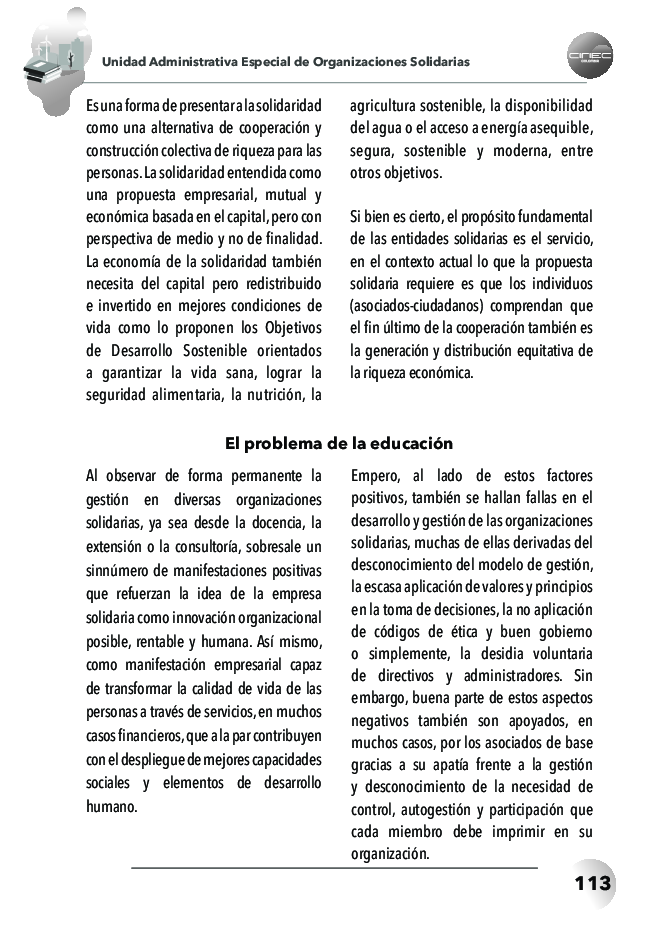 Unidad Administrativa Especial de Organizaciones Solidarias
CIRIEC
COLOMBIA
Es una forma de presentar a la solidaridad
como una alternativa de cooperación y
construcción colectiva de riqueza para las
personas. La solidaridad entendida como
una propuesta empresarial, mutual y
económica basada en el capital, pero con
perspectiva de medio y no de finalidad.
La economía de la solidaridad también
necesita del capital pero redistribuido
e invertido en mejores condiciones de
vida como lo proponen los Objetivos
de Desarrollo Sostenible orientados
a garantizar la vida sana, lograr la
seguridad alimentaria, la nutrición, la
agricultura sostenible, la disponibilidad
del agua o el acceso a energía asequible,
segura, sostenible y moderna, entre
otros objetivos.
Si bien es cierto, el propósito fundamental
de las entidades solidarias es el servicio,
en el contexto actual lo que la propuesta
solidaria requiere es que los individuos
(asociados-ciudadanos) comprendan que
el fin último de la cooperación también es
la generación y distribución equitativa de
la riqueza económica.
El problema de la educación
Al observar de forma permanente la
gestión en diversas organizaciones
solidarias, ya sea desde la docencia, la
extensión o la consultoría, sobresale un
sinnúmero de manifestaciones positivas
que refuerzan la idea de la empresa
solidaria como innovación organizacional
posible, rentable y humana. Así mismo,
como manifestación empresarial capaz
de transformar la calidad de vida de las
personas a través de servicios, en muchos
casos financieros, que a la par contribuyen
con el despliegue de mejores capacidades
sociales y elementos de desarrollo
humano.
Empero, al lado de estos factores
positivos, también se hallan fallas en el
desarrollo y gestión de las organizaciones
solidarias, muchas de ellas derivadas del
desconocimiento del modelo de gestión,
la escasa aplicación de valores y principios
en la toma de decisiones, la no aplicación
de códigos de ética y buen gobierno
o simplemente, la desidia voluntaria
de directivos y administradores. Sin
embargo, buena parte de estos aspectos
negativos también son apoyados, en
muchos casos, por los asociados de base
gracias a su apatía frente a la gestión
y desconocimiento de la necesidad de
control, autogestión y participación que
cada miembro debe imprimir en su
organización.
113